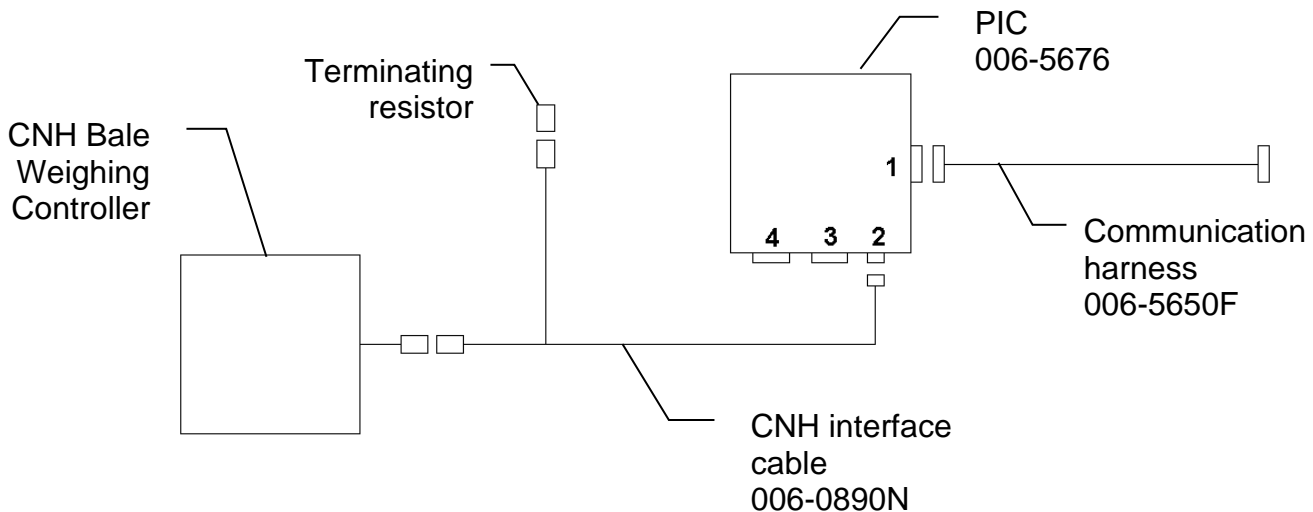 PIC
006-5676
Terminating
resistor
CNH Bale
Weighing
Controller
1
4 3 2
Communication
harness
006-5650F
CNH interface
cable
006-0890N